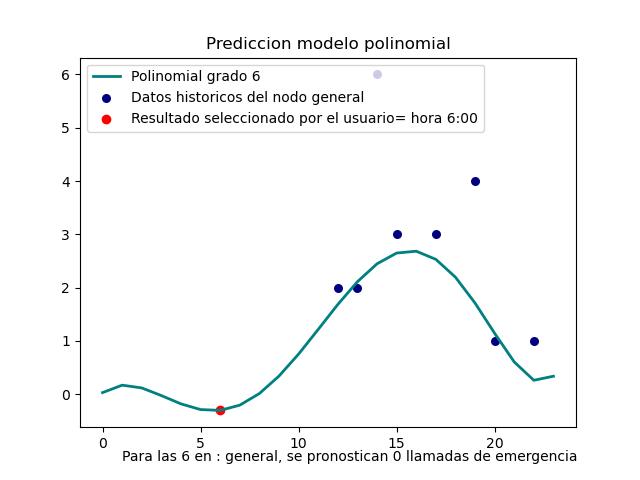 Prediccion modelo polinomial
Polinomial grado 6
Datos historicos del nodo general
Resultado seleccionado por el usuario= hora 6:00
6
5
4
3
2
1
0
0 5 10 15 20
Para las 6 en : general, se pronostican 0 llamadas de emergencia